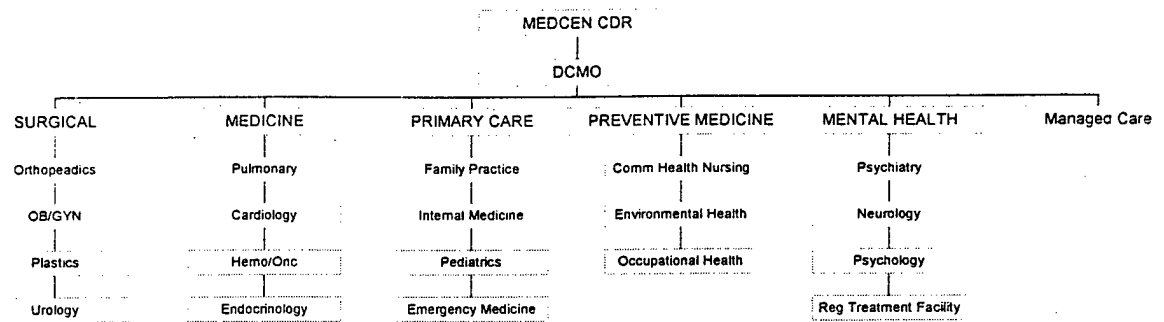 MEDCEN CDR
DCMO
SURGICAL MEDICINE PRIMARY CARE PREVENTIVE MEDICINE MENTAL HEALTH Managed Care
Orthopeadics Pulmonary Family Practice Comm Health Nursing Psychiatry
OB/GYN Cardiology Internal Medicine Environmental Health Neurology
Plastics Hemo/Onc Pediatrics Occupational Health Psychology
Urology Endocrinology Emergency Medicine Reg Treatment Facility